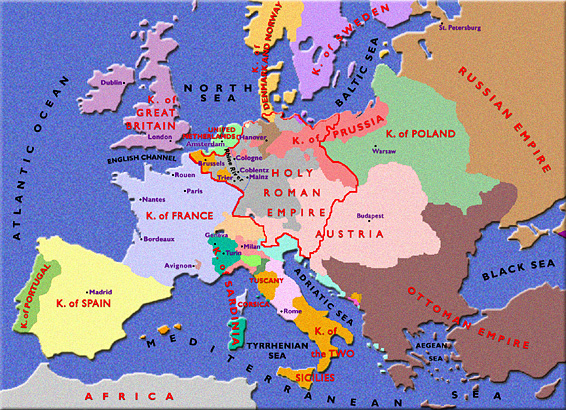 St. Petersburg
K. of SWEDEN
K. of
DENMARK AND NORWAY
RUSSIAN EMPIRE
BALTIC SEA
NORTH
SEA
Dublin
K. of
GREAT
BRITAIN
London
ATLANTIC OCEAN
UNITED
NETHERLANDS
Amsterdam
Hanover
K. of PRUSSIA
K. of POLAND
Warsaw
ENGLISH CHANNEL
Brussels
Rhine River
Cologne
Coblentz
Mainz
Trier
Rouen
Paris
HOLY
ROMAN
EMPIRE
Nantes
K. of FRANCE
Budapest
AUSTRIA
Bordeaux
Geneva
Milan
Turin
Avignon
BLACK SEA
K. of PORTUGAL
K. of SPAIN
Madrid
K. of SARDINIA
TUSCANY
CORSICA
Rome
ADRIATIC SEA
OTTOMAN EMPIRE
K. of
the TWO
SICILIES
TYRRHENIAN
SEA
AEGEAN
SEA
MEDITERRANEAN SEA
AFRICA